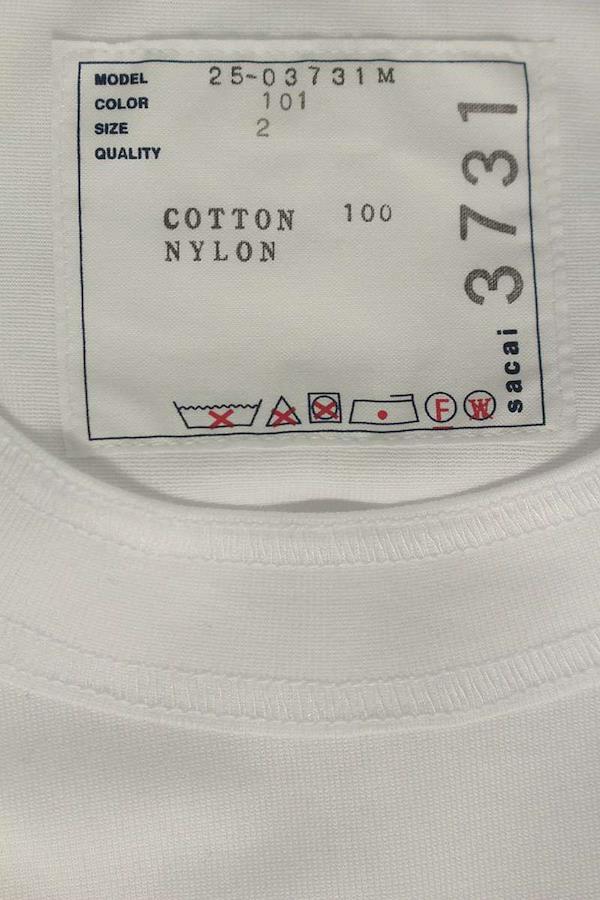 MODEL 25-03731M
COLOR 101
SIZE 2
QUALITY
COTTON 100
NYLON
sacai 3731
F W